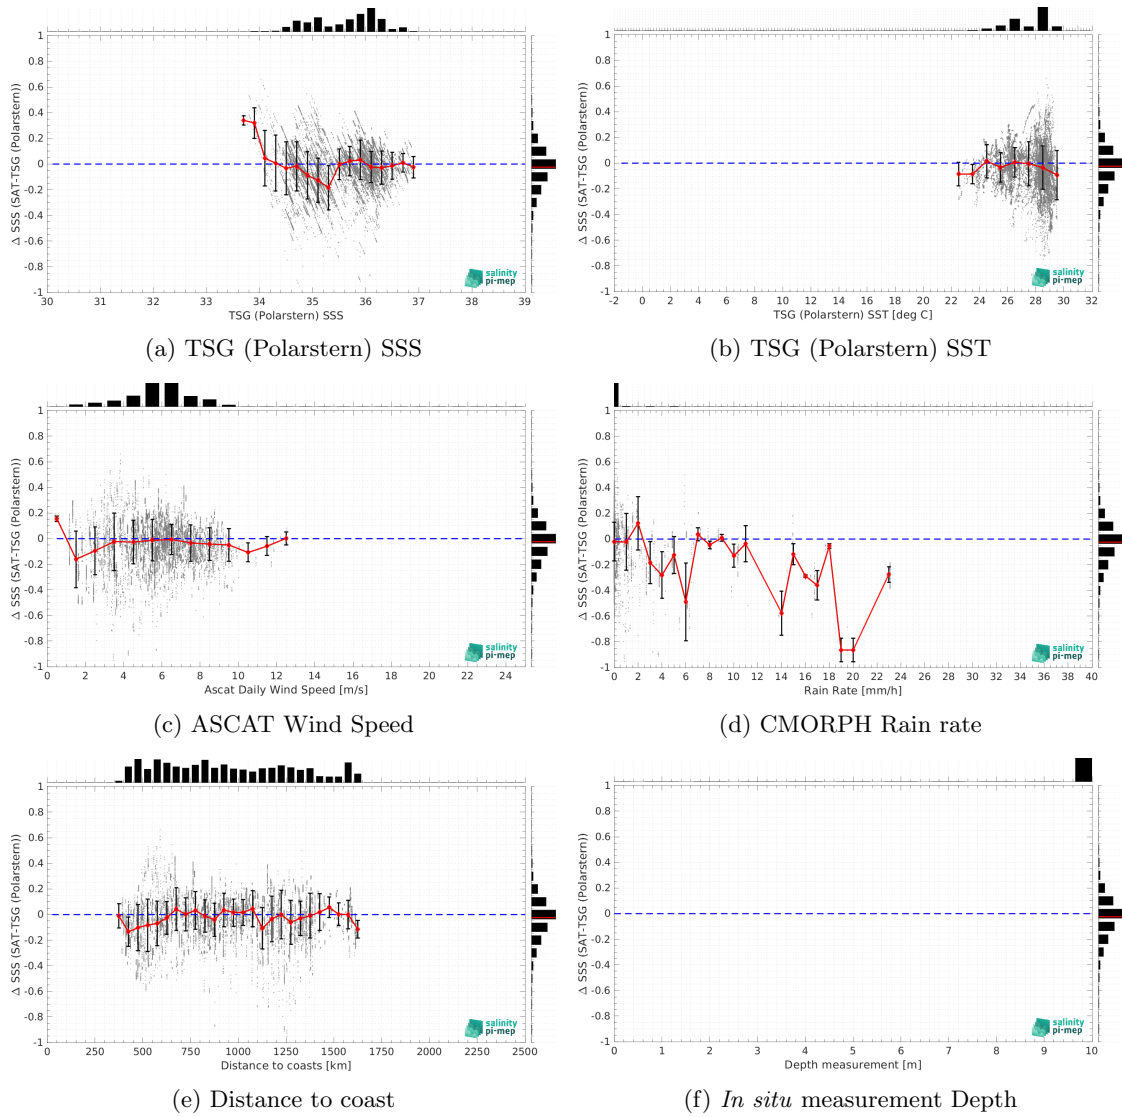 1
0.8
0.6
0.4
0.2
0
-0.2
-0.4
-0.6
-0.8
-1
Δ SSS (SAT-TSG (Polarstern))
30 31 32 33 34 35 36 37 38 39
TSG (Polarstern) SSS
salinity
pi-mep
(a) TSG (Polarstern) SSS
1
0.8
0.6
0.4
0.2
0
-0.2
-0.4
-0.6
-0.8
-1
Δ SSS (SAT-TSG (Polarstern))
-2 0 2 4 6 8 10 12 14 16 18 20 22 24 26 28 30 32
TSG (Polarstern) SST [deg C]
salinity
pi-mep
(b) TSG (Polarstern) SST
1
0.8
0.6
0.4
0.2
0
-0.2
-0.4
-0.6
-0.8
-1
Δ SSS (SAT-TSG (Polarstern))
0 2 4 6 8 10 12 14 16 18 20 22 24
Ascat Daily Wind Speed [m/s]
salinity
pi-mep
(c) ASCAT Wind Speed
1
0.8
0.6
0.4
0.2
0
-0.2
-0.4
-0.6
-0.8
-1
Δ SSS (SAT-TSG (Polarstern))
0 2 4 6 8 10 12 14 16 18 20 22 24 26 28 30 32 34 36 38 40
Rain Rate [mm/h]
salinity
pi-mep
(d) CMORPH Rain rate
1
0.8
0.6
0.4
0.2
0
-0.2
-0.4
-0.6
-0.8
-1
Δ SSS (SAT-TSG (Polarstern))
0 250 500 750 1000 1250 1500 1750 2000 2250 2500
Distance to coasts [km]
salinity
pi-mep
(e) Distance to coast
1
0.8
0.6
0.4
0.2
0
-0.2
-0.4
-0.6
-0.8
-1
Δ SSS (SAT-TSG (Polarstern))
0 1 2 3 4 5 6 7 8 9 10
Depth measurement [m]
salinity
pi-mep
(f) In situ measurement Depth